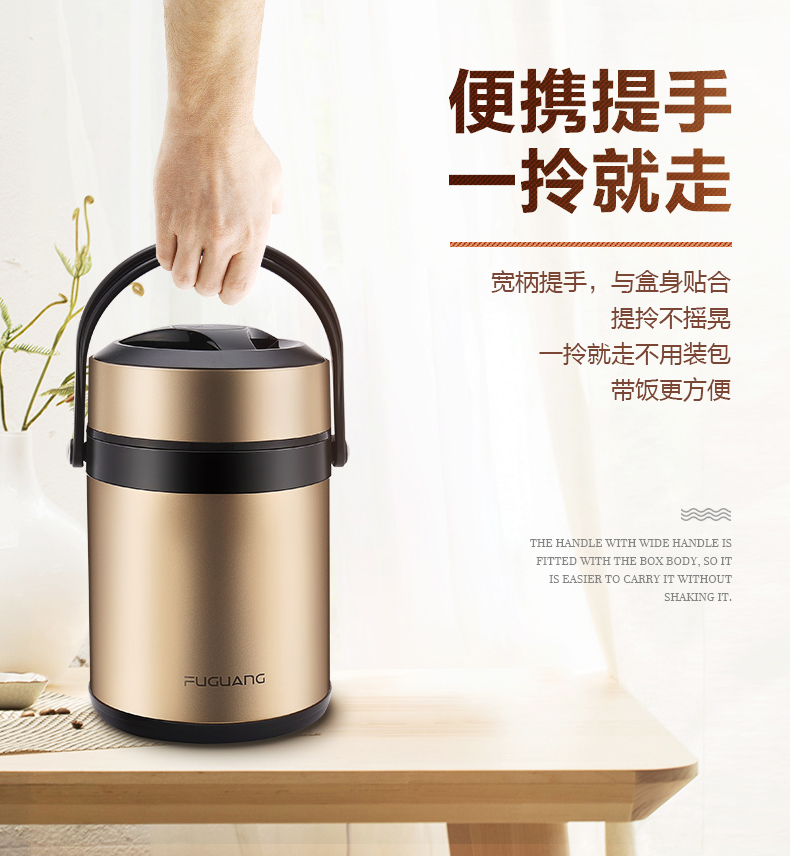 便携提手
一拎就走
宽柄提手，与盒身贴合
提拎不摇晃
一拎就走不用装包
带饭更方便
THE HANDLE WITH WIDE HANDLE IS
FITTED WITH THE BOX BODY, SO IT
IS EASIER TO CARRY IT WITHOUT
SHAKING IT.
FUGUANG